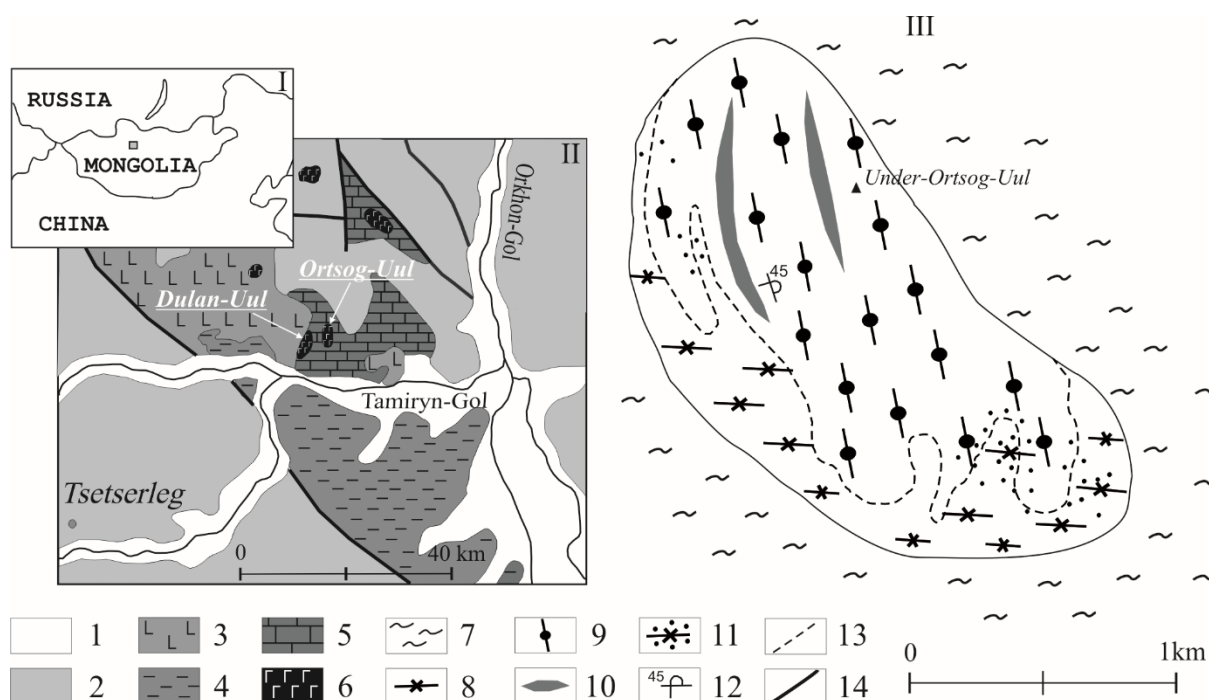 I
RUSSIA
MONGOLIA
CHINA
II
Orkhon-Gol
Ortsog-Uul
Dulan-Uul
Tamiryn-Gol
Tsetserleg
0 40 km
III
Under-Ortsog-Uul
45
1 3 5 7 9 11 13
2 4 6 8 10 45 12 14
0 1km